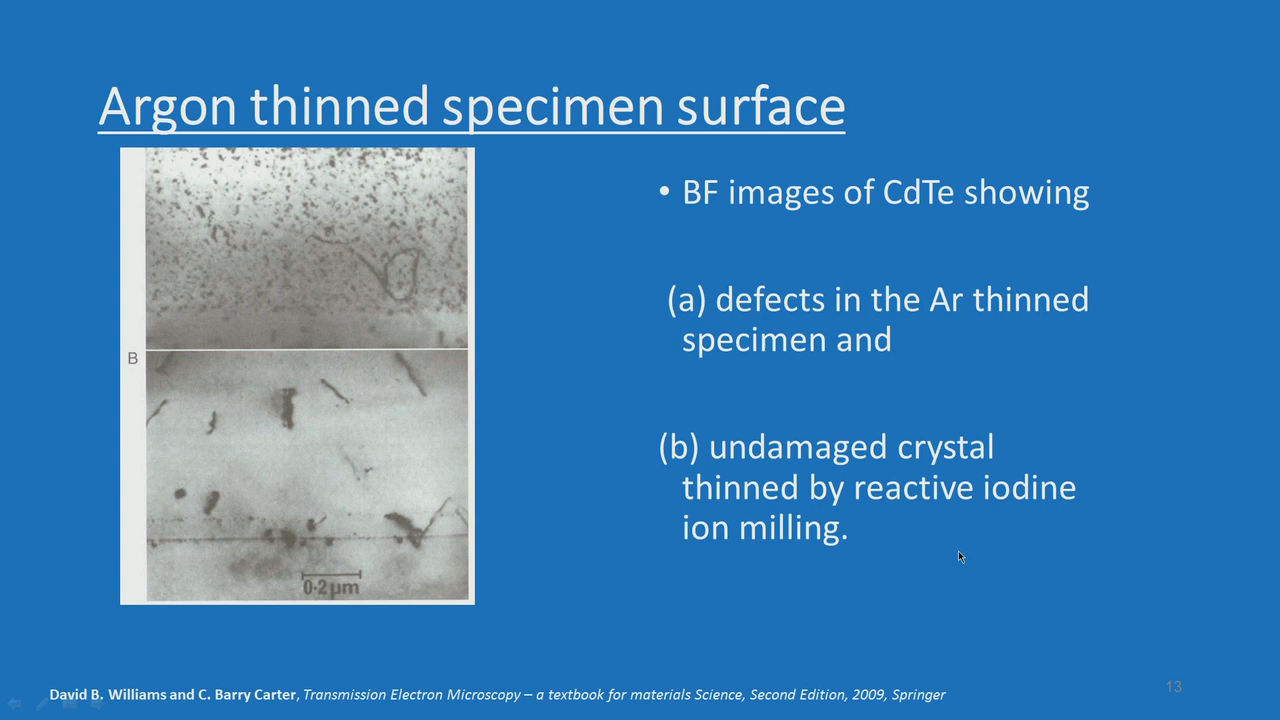 Argon thinned specimen surface
B
0·2 µm
• BF images of CdTe showing
(a) defects in the Ar thinned
specimen and
(b) undamaged crystal
thinned by reactive iodine
ion milling.
David B. Williams and C. Barry Carter, Transmission Electron Microscopy – a textbook for materials Science, Second Edition, 2009, Springer
13